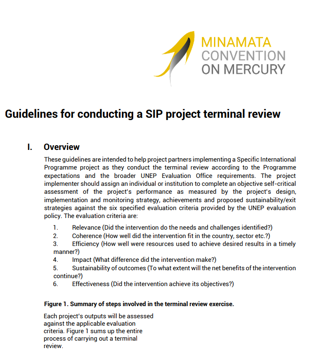 MINAMATA
CONVENTION
ON MERCURY
Guidelines for conducting a SIP project terminal review
I. Overview
These guidelines are intended to help project partners implementing a Specific International
Programme project as they conduct the terminal review according to the Programme
expectations and the broader UNEP Evaluation Office requirements. The project
implementer should assign an individual or institution to complete an objective self-critical
assessment of the project's performance as measured by the project's design,
implementation and monitoring strategy, achievements and proposed sustainability/exit
strategies against the six specified evaluation criteria provided by the UNEP evaluation
policy. The evaluation criteria are:
1. Relevance (Did the intervention do the needs and challenges identified?)
2. Coherence (How well did the intervention fit in the country, sector etc.?)
3. Efficiency (How well were resources used to achieve desired results in a timely
manner?)
4. Impact (What difference did the intervention make?)
5. Sustainability of outcomes (To what extent will the net benefits of the intervention
continue?)
6. Effectiveness (Did the intervention achieve its objectives?)
Figure 1. Summary of steps involved in the terminal review exercise.
Each project's outputs will be assessed
against the applicable evaluation
criteria. Figure 1 sums up the entire
process of carrying out a terminal
review.